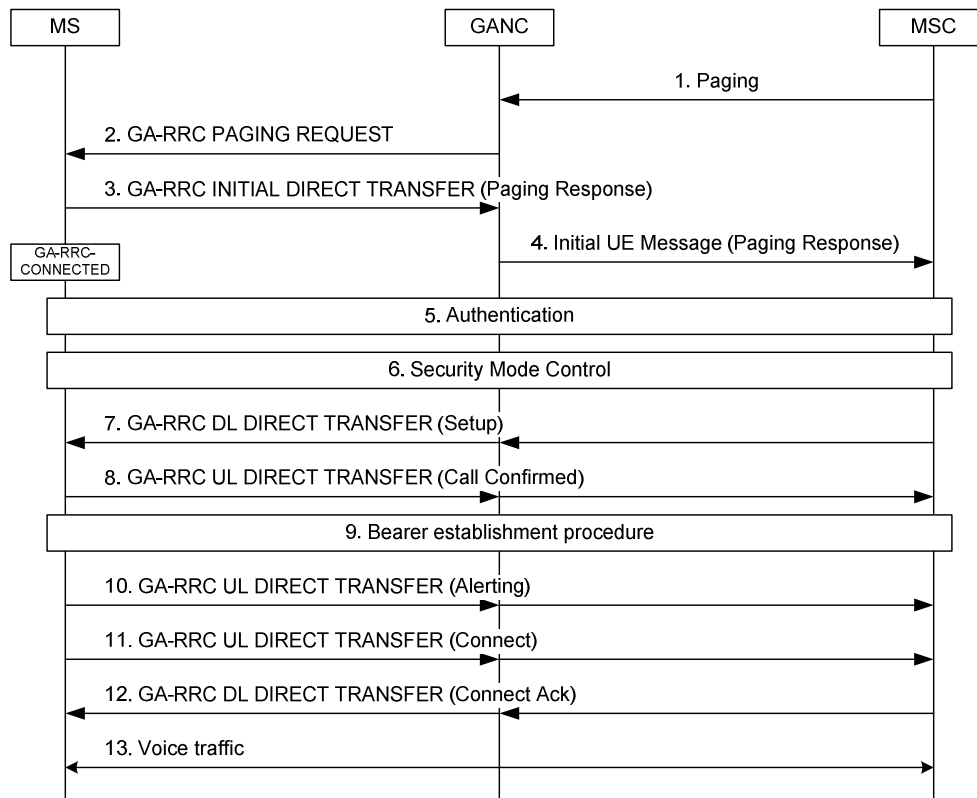 MS
GANC
MSC
1. Paging
2. GA-RRC PAGING REQUEST
3. GA-RRC INITIAL DIRECT TRANSFER (Paging Response)
4. Initial UE Message (Paging Response)
GA-RRC-
CONNECTED
5. Authentication
6. Security Mode Control
7. GA-RRC DL DIRECT TRANSFER (Setup)
8. GA-RRC UL DIRECT TRANSFER (Call Confirmed)
9. Bearer establishment procedure
10. GA-RRC UL DIRECT TRANSFER (Alerting)
11. GA-RRC UL DIRECT TRANSFER (Connect)
12. GA-RRC DL DIRECT TRANSFER (Connect Ack)
13. Voice traffic